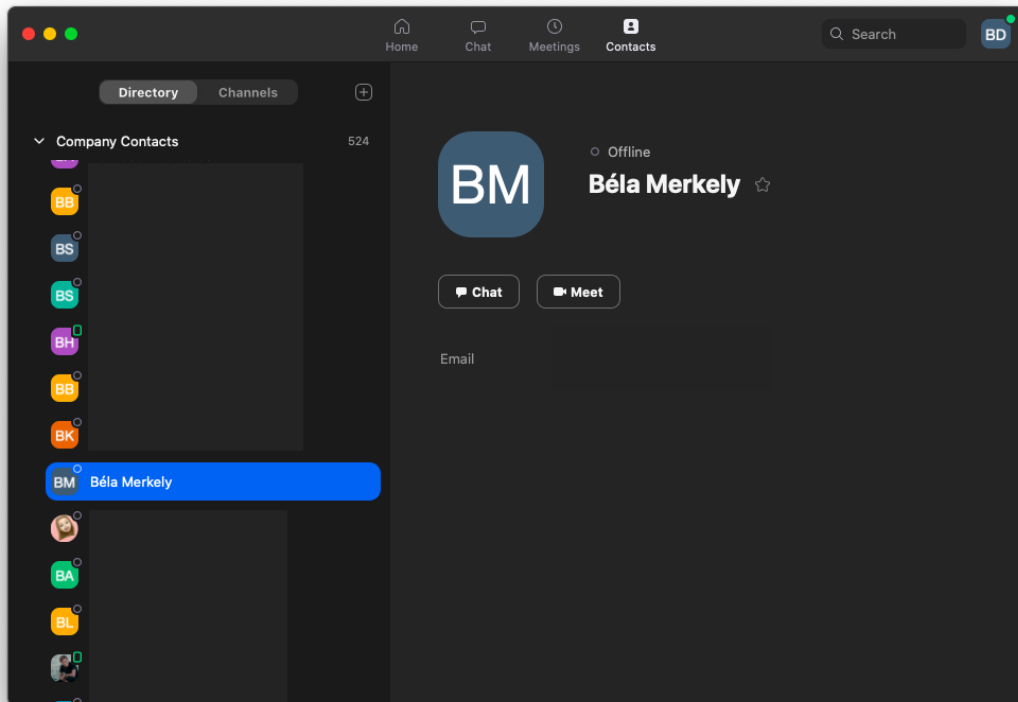 Home
Chat
Meetings
Contacts
Search
BD
Directory
Channels
Company Contacts
524
BB
BS
BS
BH
BB
BK
BM
Béla Merkely
BA
BL
BM
Offline
Béla Merkely
Chat
Meet
Email